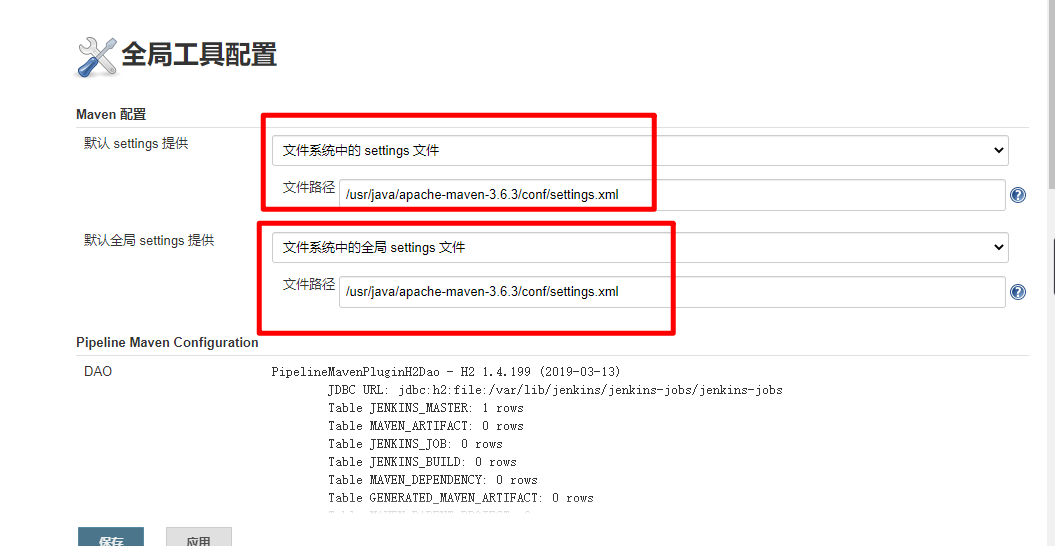 全局工具配置
Maven 配置
默认 settings 提供
文件系统中的 settings 文件
文件路径
/usr/java/apache-maven-3.6.3/conf/settings.xml
默认全局 settings 提供
文件系统中的全局 settings 文件
文件路径
/usr/java/apache-maven-3.6.3/conf/settings.xml
Pipeline Maven Configuration
DAO
PipelineMavenPluginH2Dao - H2 1.4.199 (2019-03-13)
JDBC URL: jdbc:h2:file:/var/lib/jenkins/jenkins-jobs/jenkins-jobs
Table JENKINS_MASTER: 1 rows
Table MAVEN_ARTIFACT: 0 rows
Table JENKINS_JOB: 0 rows
Table JENKINS_BUILD: 0 rows
Table MAVEN_DEPENDENCY: 0 rows
Table GENERATED_MAVEN_ARTIFACT: 0 rows
保存
应用